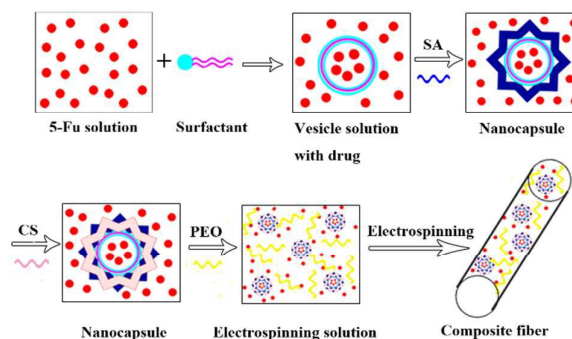 5-Fu solution
+
Surfactant
Vesicle solution
with drug
SA
Nanocapsule
CS
Nanocapsule
PEO
Electrospinning solution
Electrospinning
Composite fiber